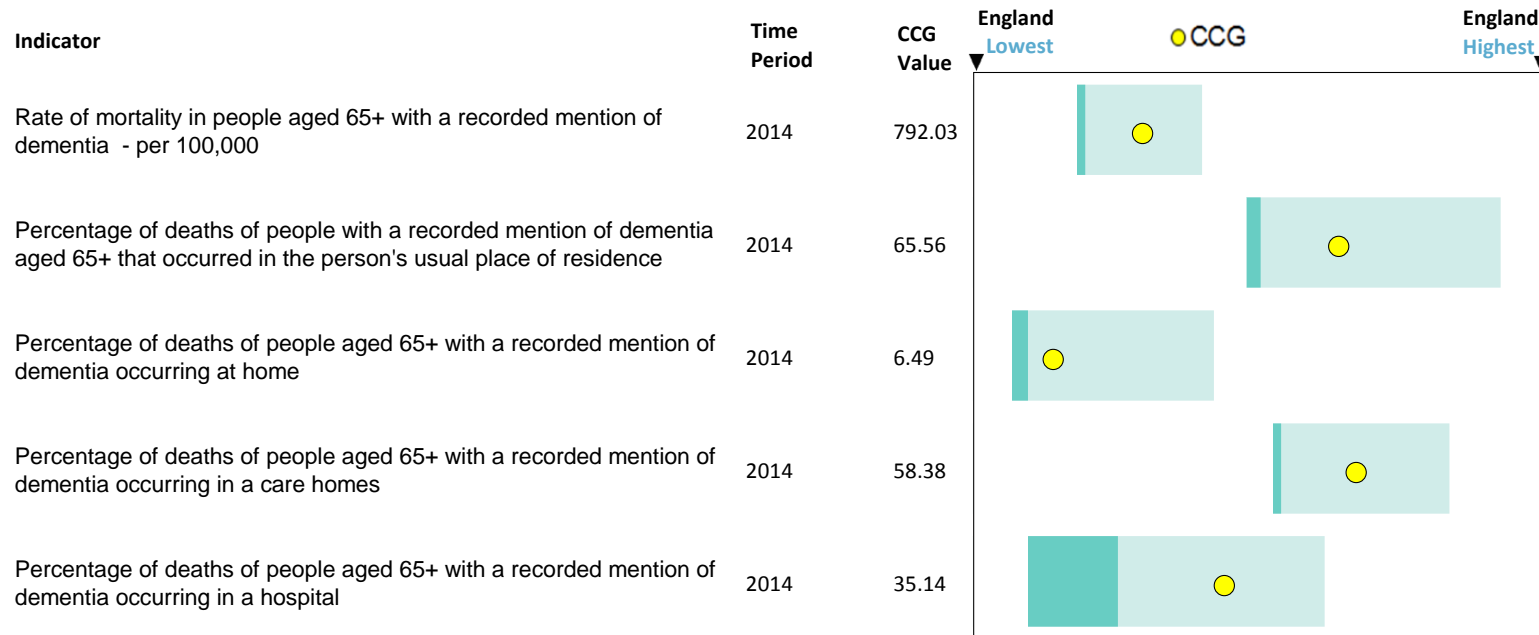 Indicator
Time
Period
CCG
Value
England
Lowest
CCG
England
Highest
Rate of mortality in people aged 65+ with a recorded mention of
dementia - per 100,000
2014
792.03
Percentage of deaths of people with a recorded mention of dementia
aged 65+ that occurred in the person's usual place of residence
2014
65.56
Percentage of deaths of people aged 65+ with a recorded mention of
dementia occurring at home
2014
6.49
Percentage of deaths of people aged 65+ with a recorded mention of
dementia occurring in a care homes
2014
58.38
Percentage of deaths of people aged 65+ with a recorded mention of
dementia occurring in a hospital
2014
35.14